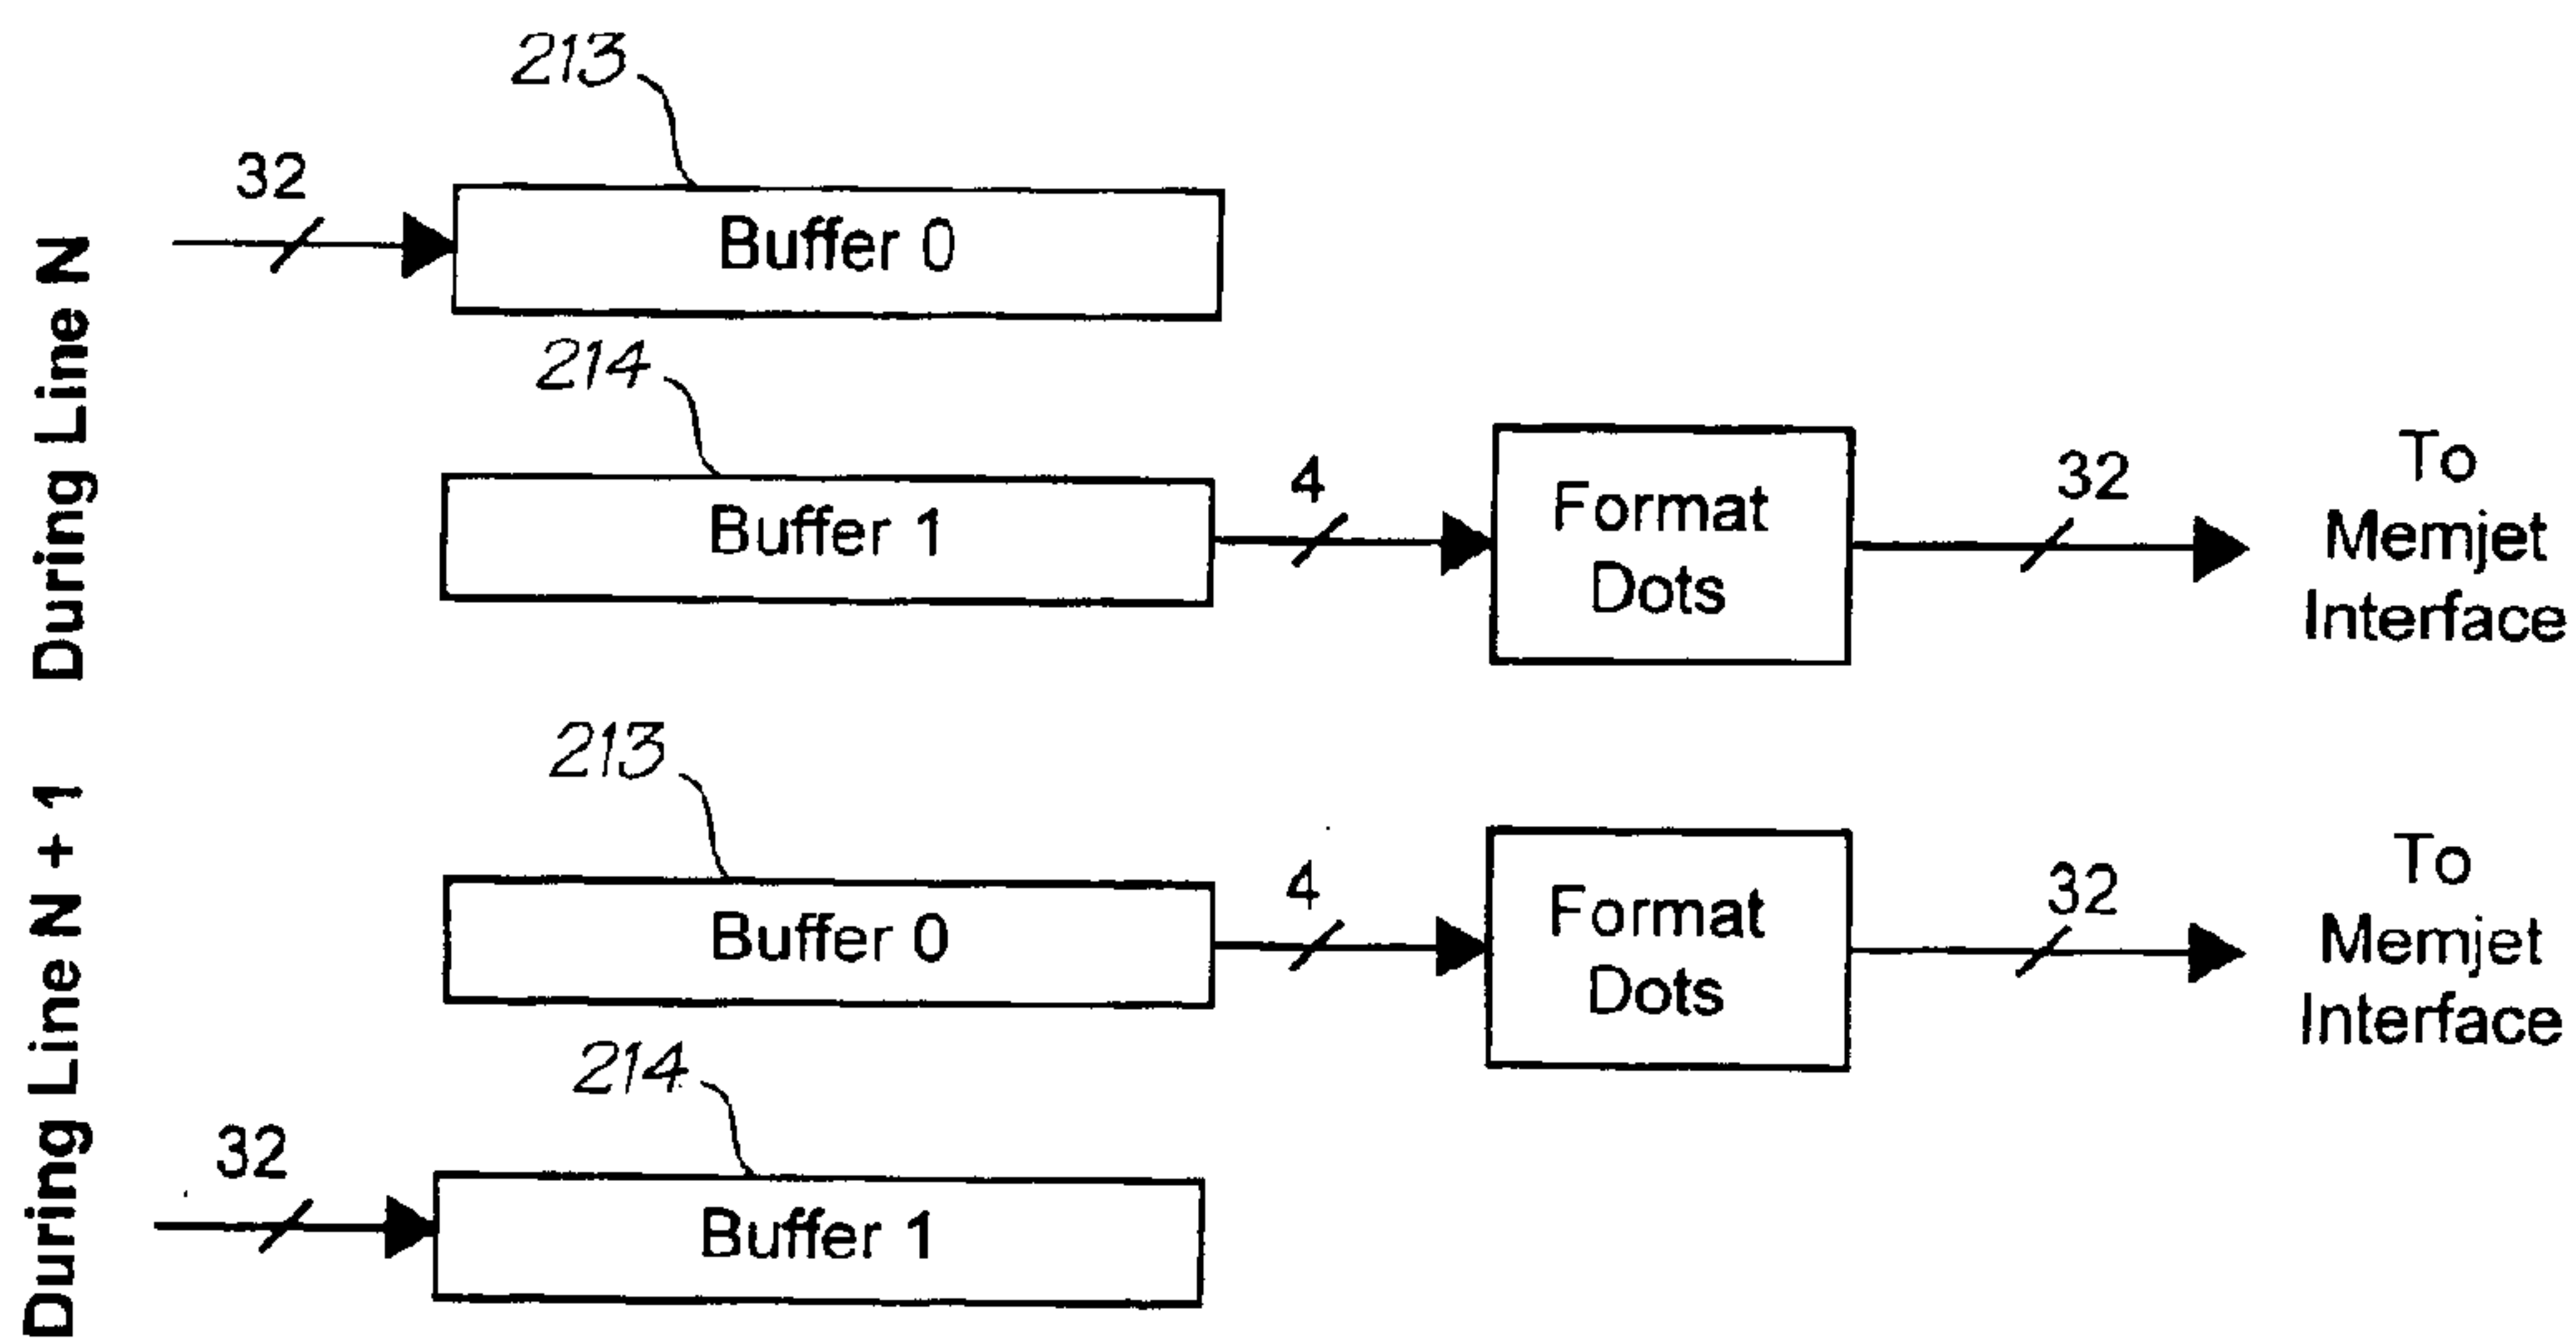 During Line N
213
32
Buffer 0
214
Buffer 1
4
Format
Dots
32
To
Memjet
Interface
During Line N + 1
213
Buffer 0
4
Format
Dots
32
To
Memjet
Interface
214
32
Buffer 1